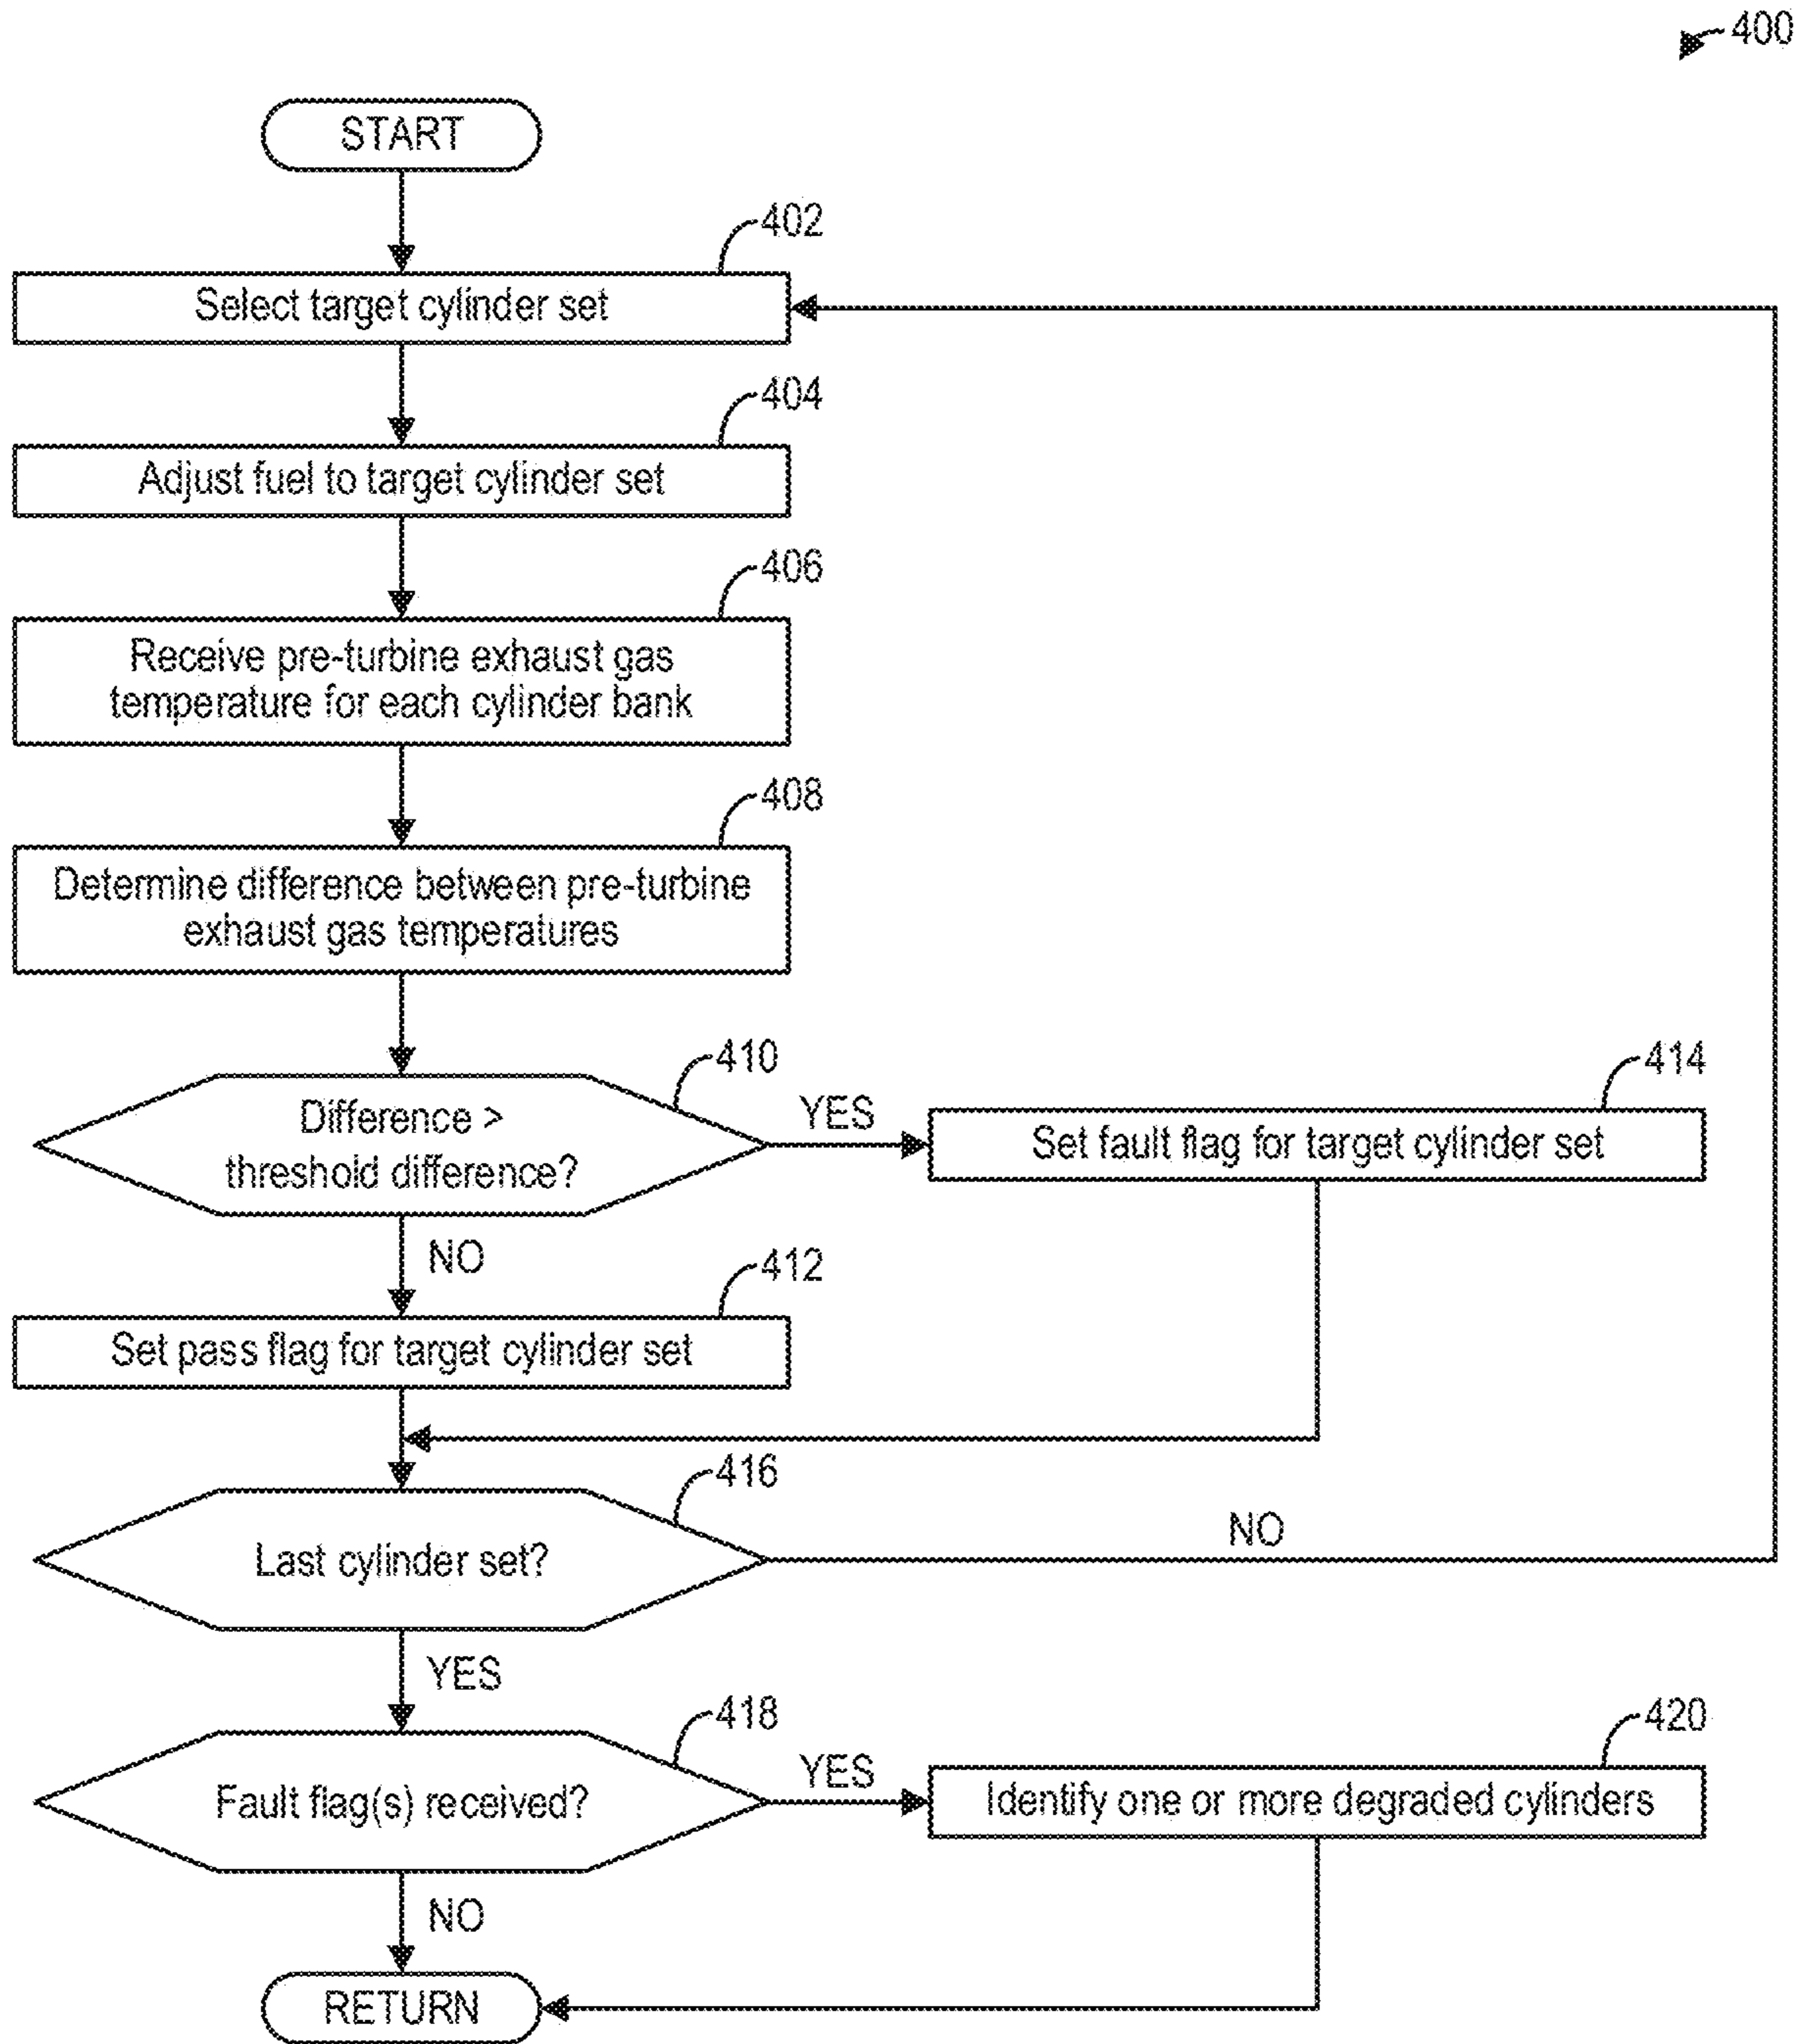 400
START
402
Select target cylinder set
404
Adjust fuel to target cylinder set
406
Receive pre-turbine exhaust gas
temperature for each cylinder bank
408
Determine difference between pre-turbine
exhaust gas temperatures
410
Difference >
threshold difference?
YES
414
Set fault flag for target cylinder set
NO
412
Set pass flag for target cylinder set
416
Last cylinder set?
NO
YES
418
Fault flag(s) received?
YES
420
Identify one or more degraded cylinders
NO
RETURN